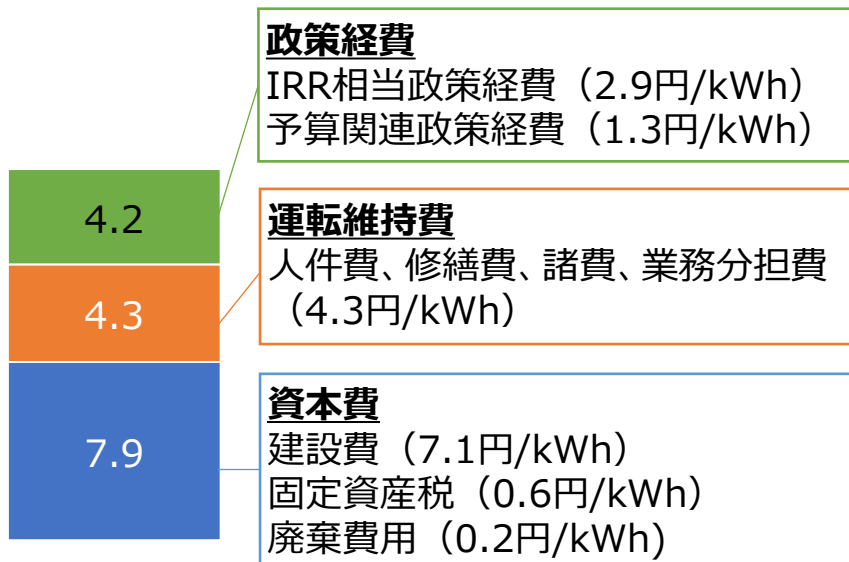 政策経費
IRR相当政策経費（2.9円/kWh）
予算関連政策経費（1.3円/kWh）
4.2
運転維持費
人件費、修繕費、諸費、業務分担費
（4.3円/kWh）
4.3
資本費
建設費（7.1円/kWh）
固定資産税（0.6円/kWh）
廃棄費用（0.2円/kWh)
7.9